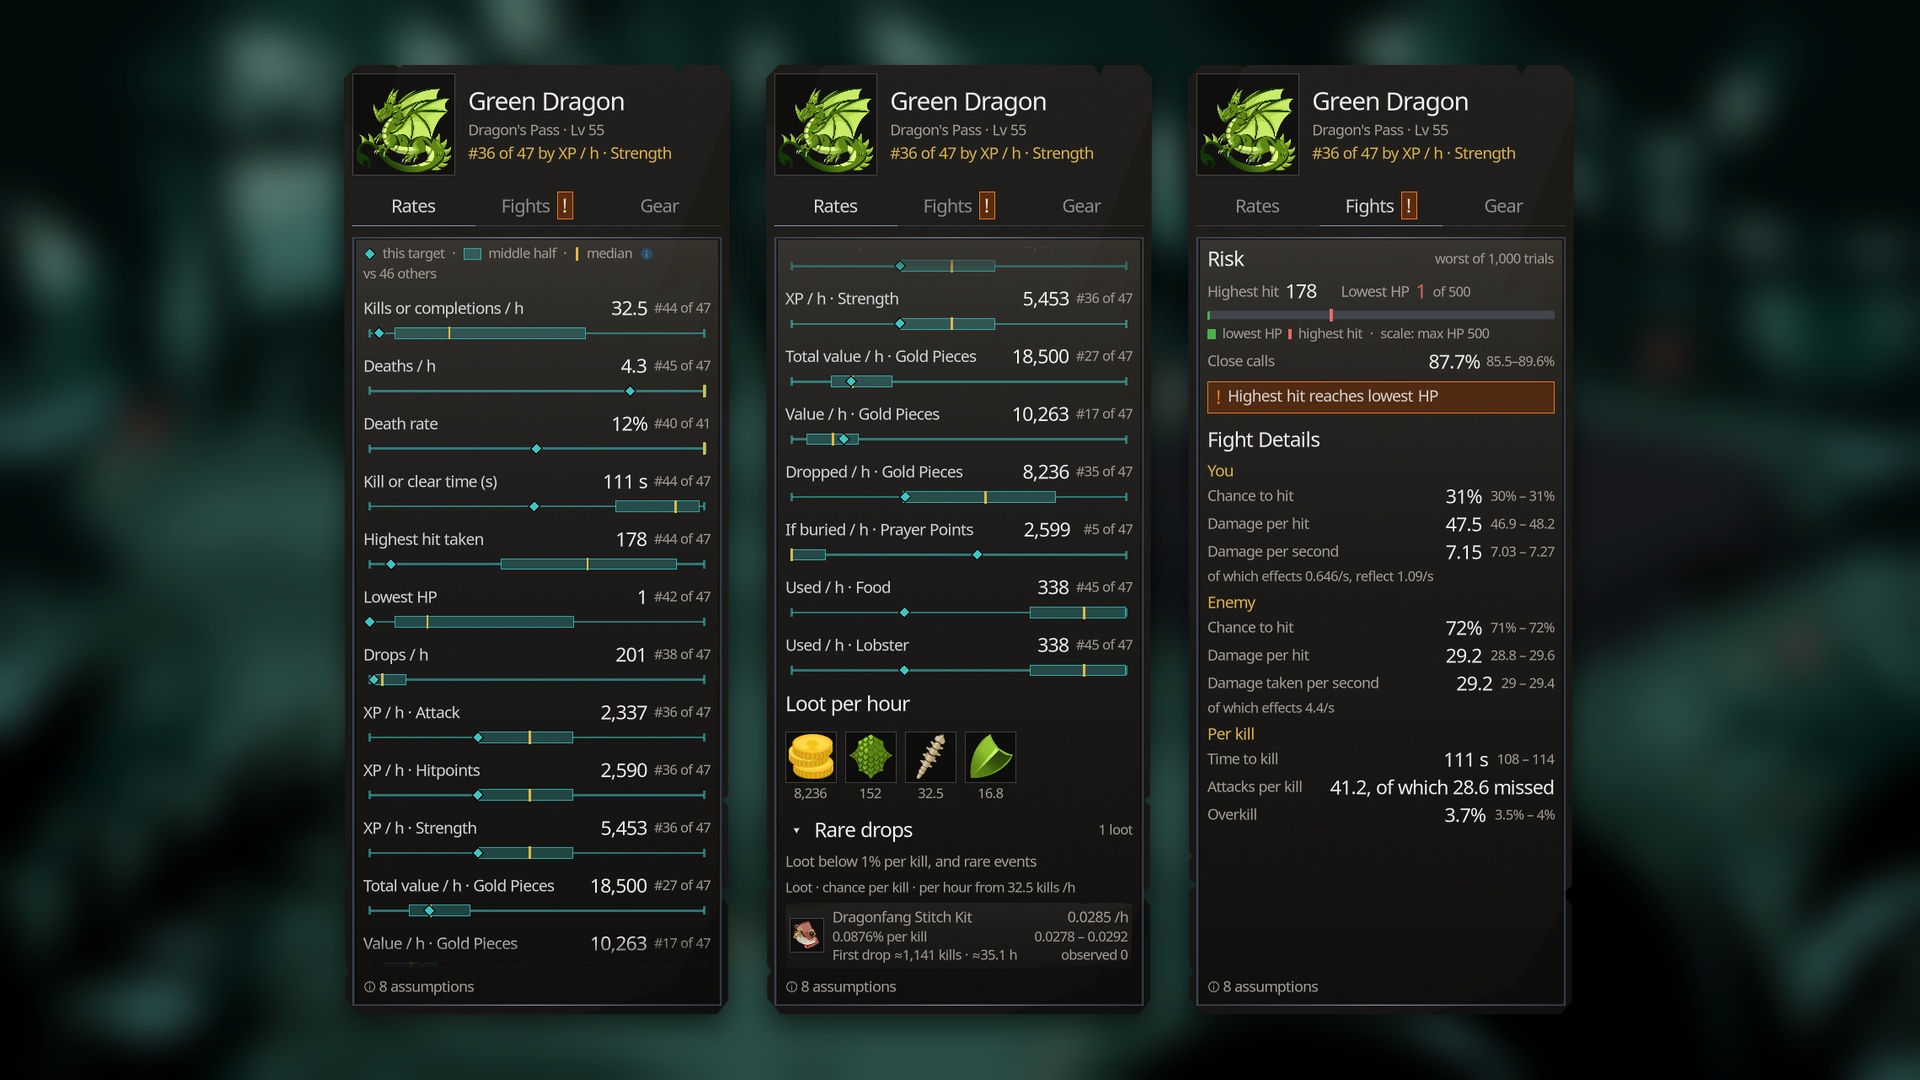 Green Dragon
Dragon's Pass · Lv 55
#36 of 47 by XP / h · Strength
Rates
Fights !
Gear
this target · middle half · median
vs 46 others
Kills or completions / h 32.5 #44 of 47
Deaths / h 4.3 #45 of 47
Death rate 12% #40 of 41
Kill or clear time (s) 111 s #44 of 47
Highest hit taken 178 #44 of 47
Lowest HP 1 #42 of 47
Drops / h 201 #38 of 47
XP / h · Attack 2,337 #36 of 47
XP / h · Hitpoints 2,590 #36 of 47
XP / h · Strength 5,453 #36 of 47
Total value / h · Gold Pieces 18,500 #27 of 47
Value / h · Gold Pieces 10,263 #17 of 47
8 assumptions
Green Dragon
Dragon's Pass · Lv 55
#36 of 47 by XP / h · Strength
Rates
Fights !
Gear
XP / h · Strength 5,453 #36 of 47
Total value / h · Gold Pieces 18,500 #27 of 47
Value / h · Gold Pieces 10,263 #17 of 47
Dropped / h · Gold Pieces 8,236 #35 of 47
If buried / h · Prayer Points 2,599 #5 of 47
Used / h · Food 338 #45 of 47
Used / h · Lobster 338 #45 of 47
Loot per hour
8,236 152 32.5 16.8
Rare drops 1 loot
Loot below 1% per kill, and rare events
Loot · chance per kill · per hour from 32.5 kills /h
Dragonfang Stitch Kit 0.0285 /h
0.0876% per kill 0.0278 – 0.0292
First drop ≈1,141 kills · ≈35.1 h observed 0
8 assumptions
Green Dragon
Dragon's Pass · Lv 55
#36 of 47 by XP / h · Strength
Rates
Fights !
Gear
Risk worst of 1,000 trials
Highest hit 178 Lowest HP 1 of 500
lowest HP highest hit · scale: max HP 500
Close calls 87.7% 85.5–89.6%
! Highest hit reaches lowest HP
Fight Details
You
Chance to hit 31% 30% – 31%
Damage per hit 47.5 46.9 – 48.2
Damage per second 7.15 7.03 – 7.27
of which effects 0.646/s, reflect 1.09/s
Enemy
Chance to hit 72% 71% – 72%
Damage per hit 29.2 28.8 – 29.6
Damage taken per second 29.2 29 – 29.4
of which effects 4.4/s
Per kill
Time to kill 111 s 108 – 114
Attacks per kill 41.2, of which 28.6 missed
Overkill 3.7% 3.5% – 4%
8 assumptions